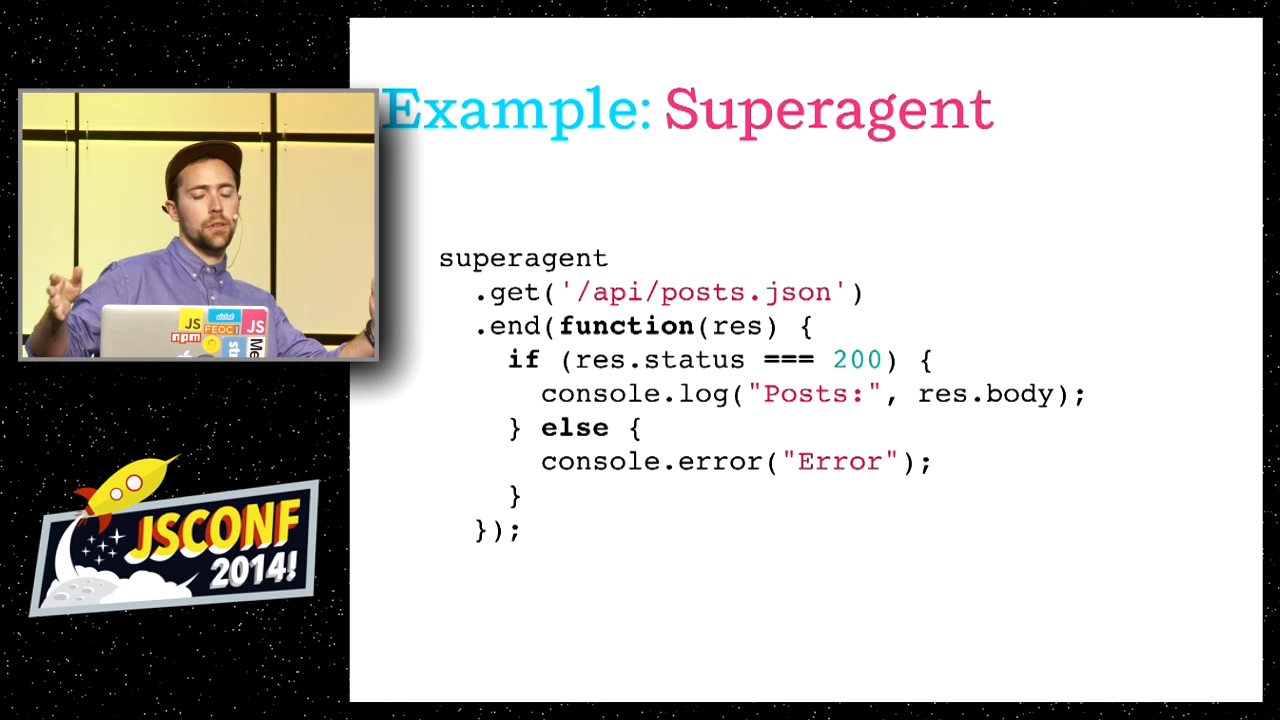 Example: Superagent
superagent
.get('/api/posts.json')
.end(function(res) {
if (res.status === 200) {
console.log("Posts:", res.body);
} else {
console.error("Error");
}
});
JS
FEOC
JS
npm
JSCONF
2014!